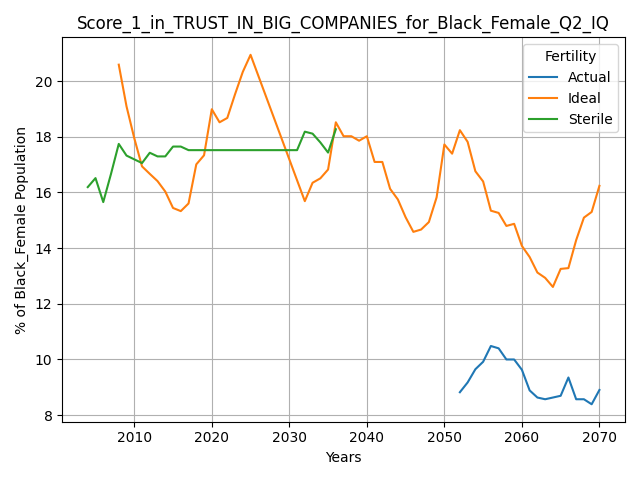 Score_1_in_TRUST_IN_BIG_COMPANIES_for_Black_Female_Q2_IQ
Fertility
Actual
Ideal
Sterile
% of Black_Female Population
20
18
16
14
12
10
8
2010 2020 2030 2040 2050 2060 2070
Years